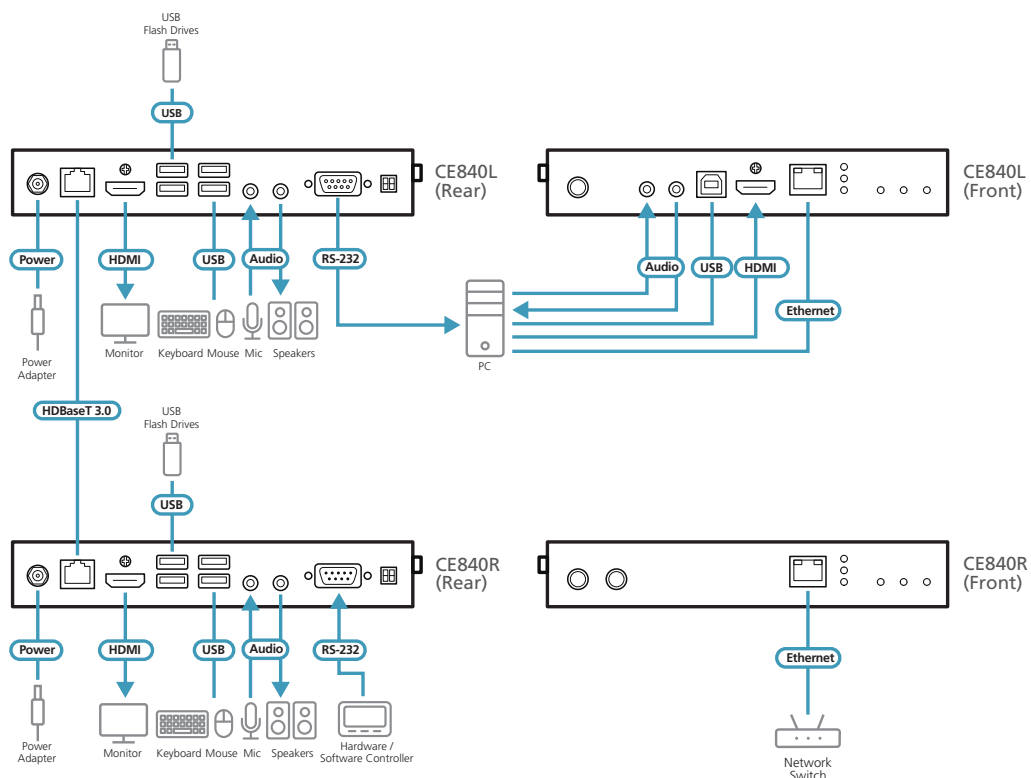 USB
Flash Drives
USB
CE840L
(Rear)
CE840L
(Front)
Power
HDMI
USB
Audio
RS-232
Audio
USB
HDMI
Ethernet
Power
Adapter
Monitor
Keyboard
Mouse
Mic
Speakers
PC
HDBaseT 3.0
USB
Flash Drives
USB
CE840R
(Rear)
CE840R
(Front)
Power
HDMI
USB
Audio
RS-232
Ethernet
Power
Adapter
Monitor
Keyboard
Mouse
Mic
Speakers
Hardware /
Software Controller
Network
Switch